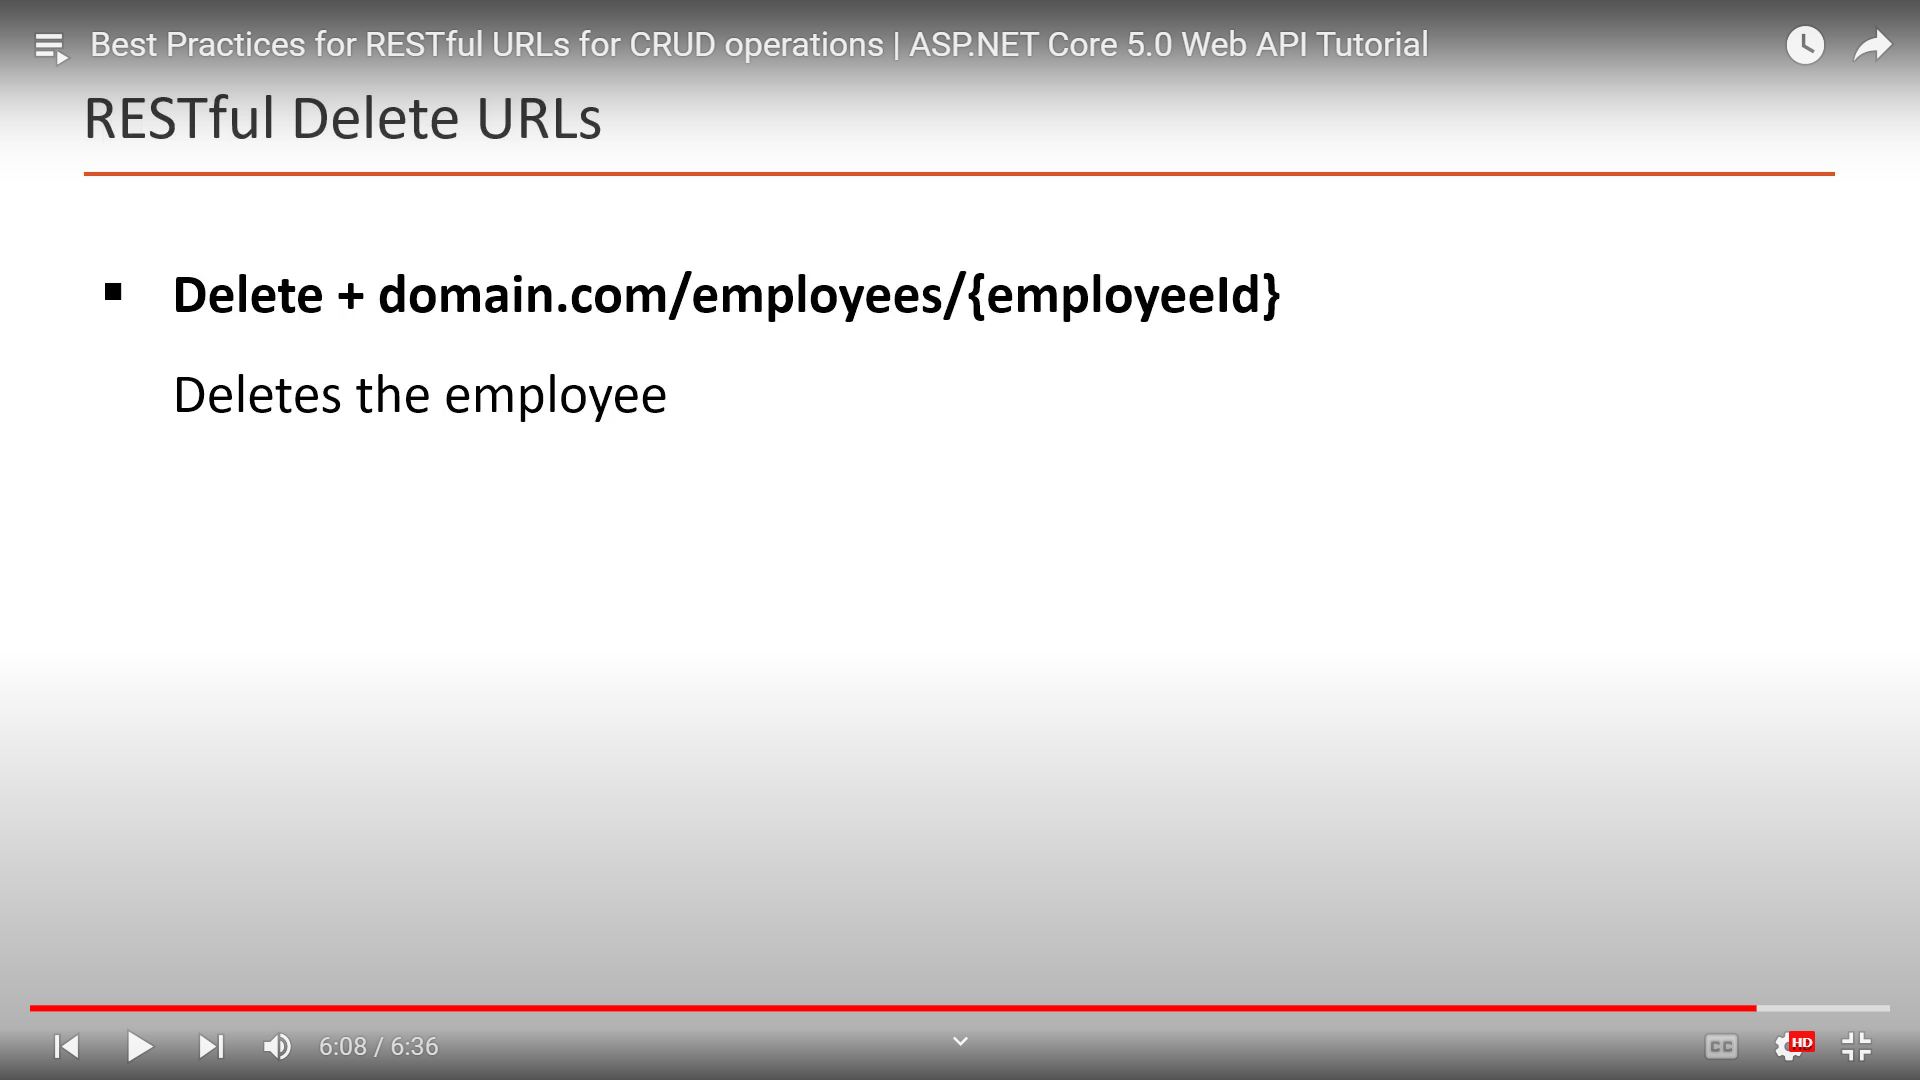 Best Practices for RESTful URLs for CRUD operations | ASP.NET Core 5.0 Web API Tutorial
RESTful Delete URLs
▪ Delete + domain.com/employees/{employeeId}
Deletes the employee
6:08 / 6:36
CC
HD